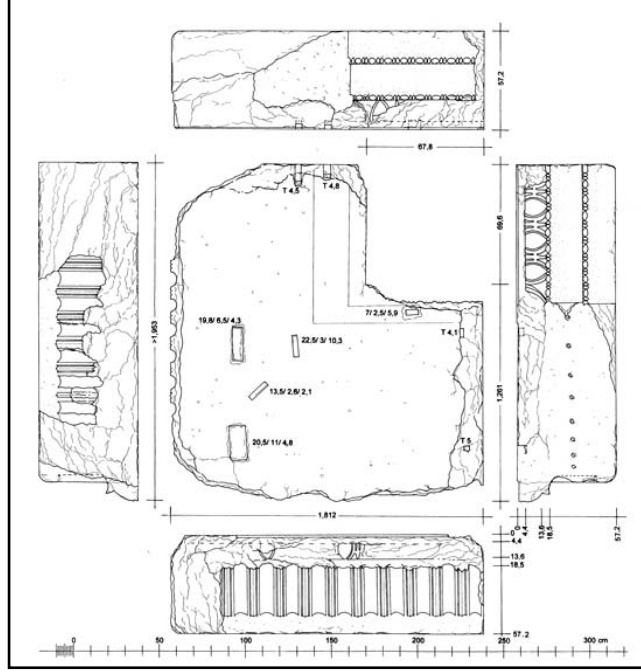 57,2
67,8
T 4,5
T 4,8
69,6
>1,953
19,8/ 6,5/ 4,3
7/ 2,5/ 5,9
T 4,1
22,5/ 3/ 10,3
13,5/ 2,6/ 2,1
1,261
20,5/ 11/ 4,8
T 5
1,812
0
4,4
13,6
18,5
57,2
0
4,4
13,6
18,5
57,2
0 50 100 150 200 250 300 cm